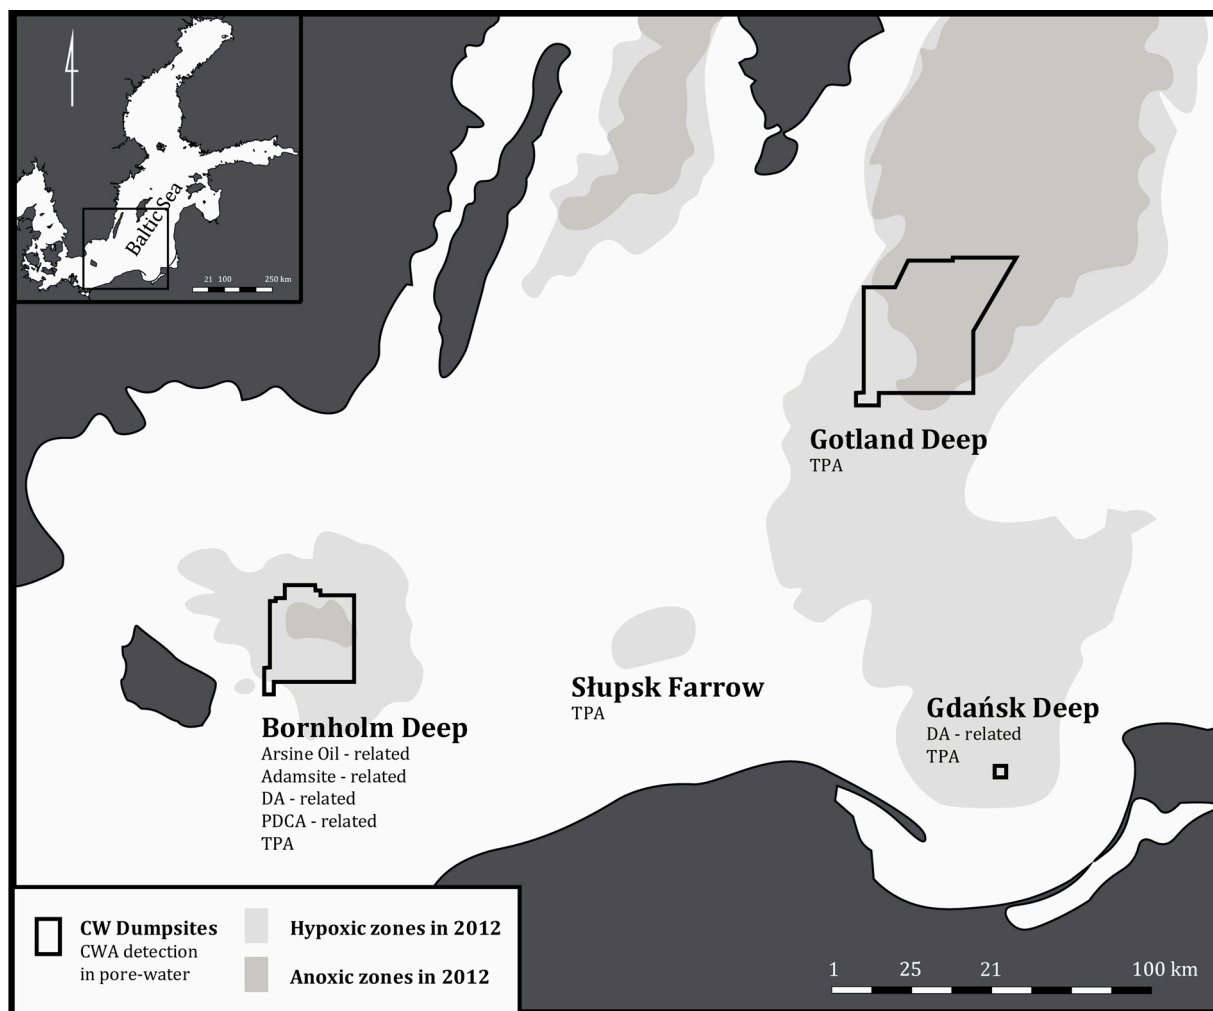 Baltic Sea
21 100 250 km
Gotland Deep
TPA
Bornholm Deep
Arsine Oil - related
Adamsite - related
DA - related
PDCA - related
TPA
Słupsk Farrow
TPA
Gdańsk Deep
DA - related
TPA
CW Dumpsites
CWA detection
in pore-water
Hypoxic zones in 2012
Anoxic zones in 2012
1 25 21 100 km